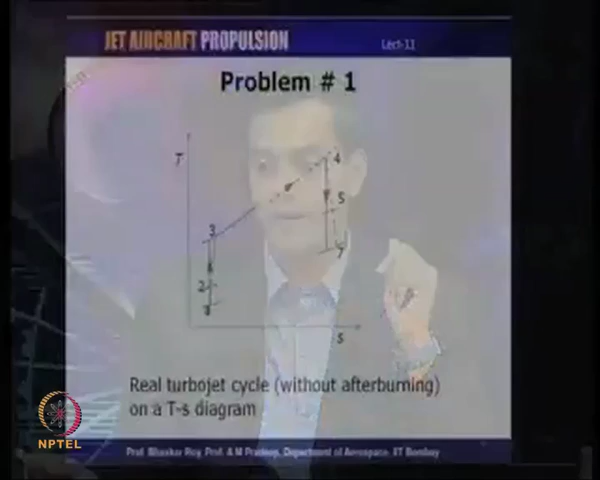 JET AIRCRAFT PROPULSION
Lect-11
Problem # 1
T
4
5
3
7
2
s
Real turbojet cycle (without afterburning)
on a T-s diagram
NPTEL
Prof. Bhaskar Roy, Prof. A M Pradeep, Department of Aerospace, IIT Bombay